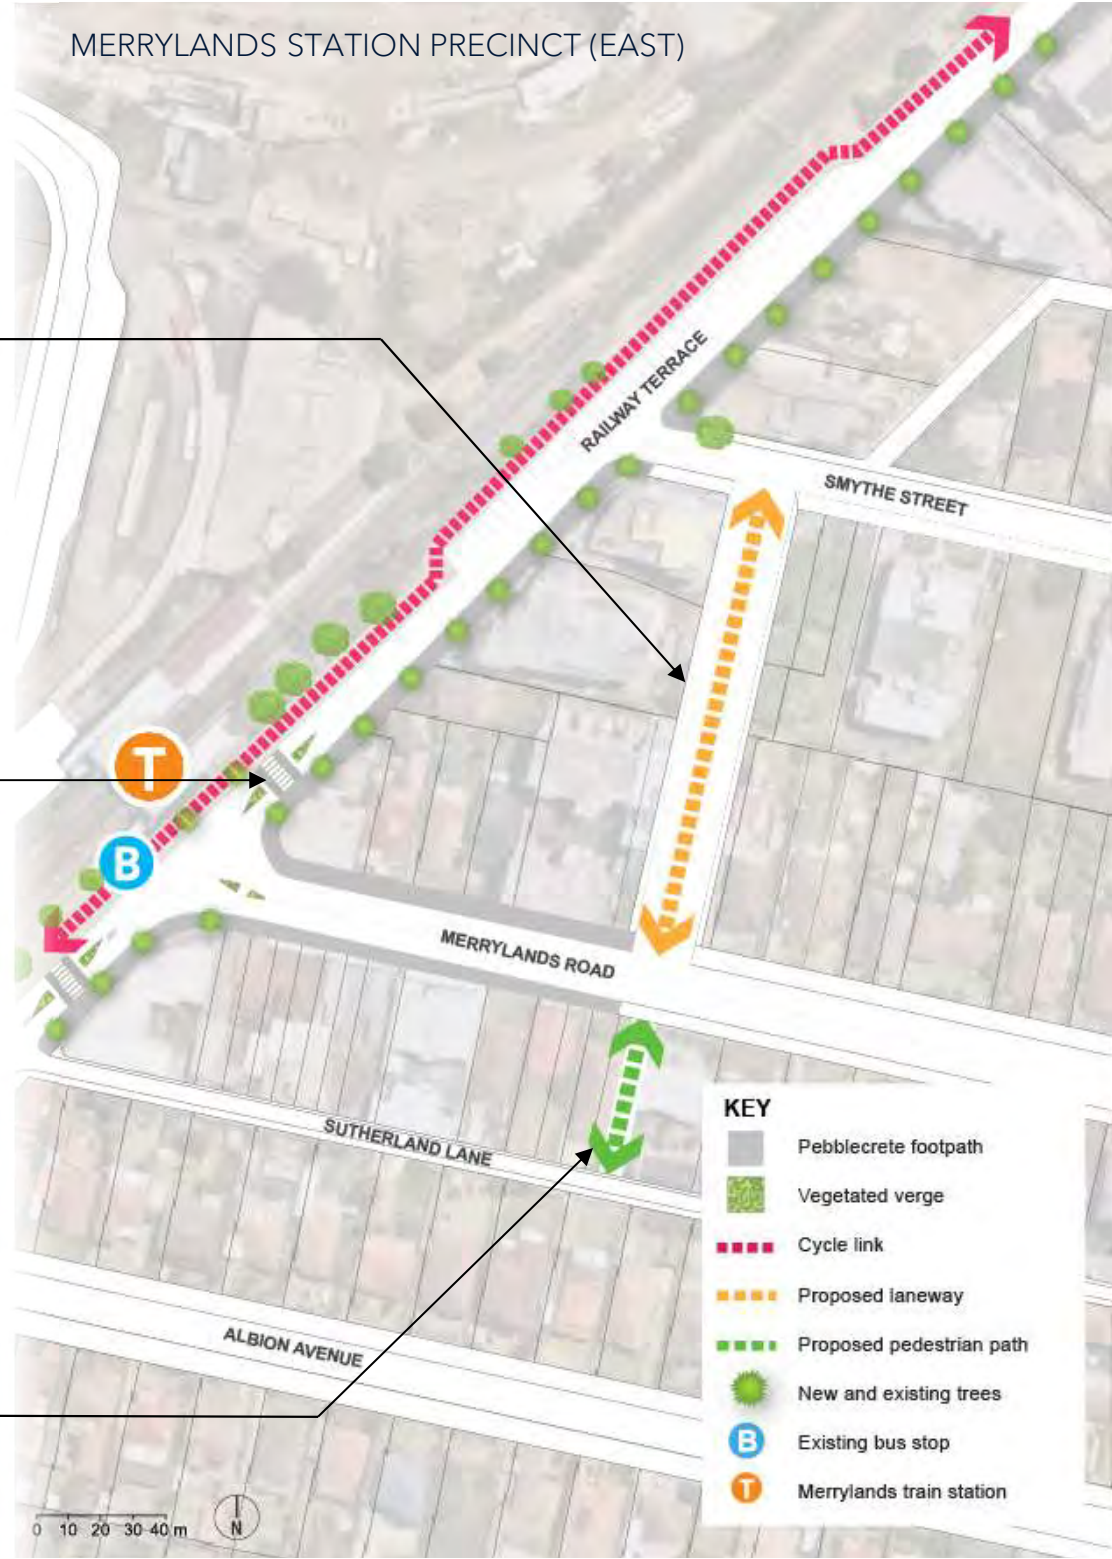 MERRYLANDS STATION PRECINCT (EAST)
RAILWAY TERRACE
SMYTHE STREET
T
B
MERRYLANDS ROAD
SUTHERLAND LANE
ALBION AVENUE
KEY
Pebblecrete footpath
Vegetated verge
Cycle link
Proposed laneway
Proposed pedestrian path
New and existing trees
B Existing bus stop
T Merrylands train station
0 10 20 30 40 m
N